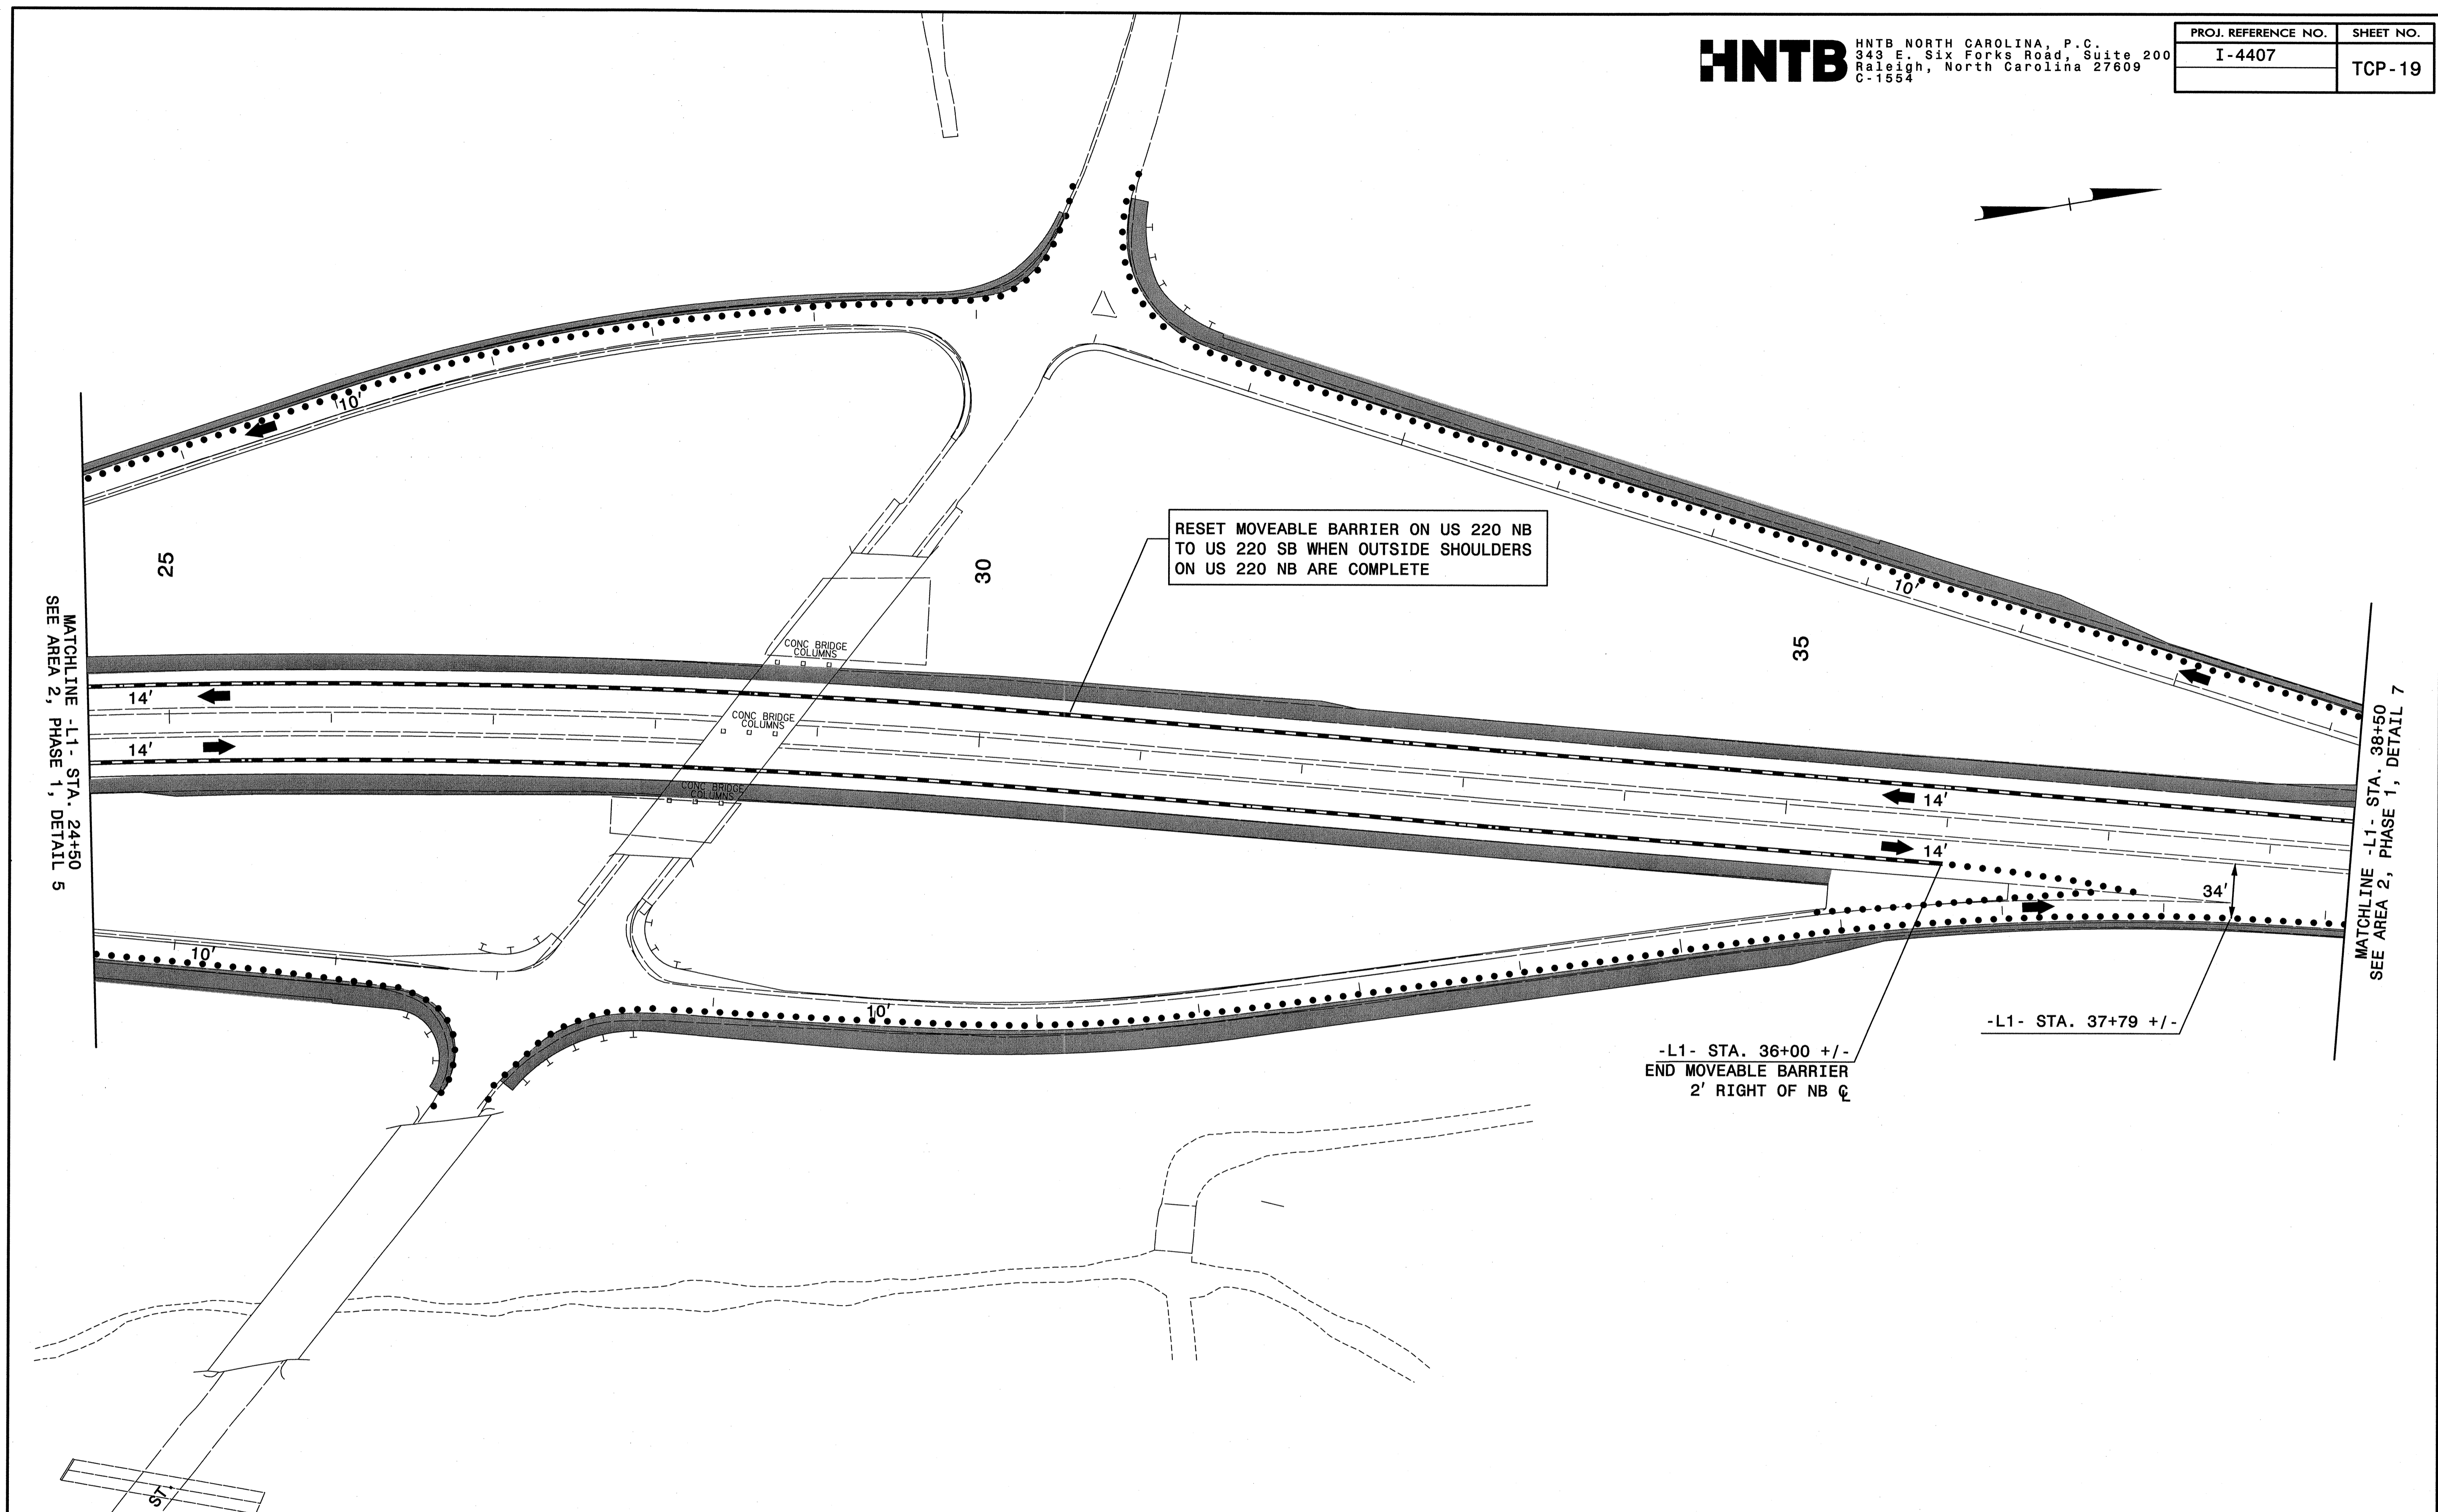 HNTB
HNTB NORTH CAROLINA, P.C.
343 E. Six Forks Road, Suite 200
Raleigh, North Carolina 27609
C-1554
PROJ. REFERENCE NO.
SHEET NO.
I-4407
TCP-19
10'
25
30
35
RESET MOVEABLE BARRIER ON US 220 NB
TO US 220 SB WHEN OUTSIDE SHOULDERS
ON US 220 NB ARE COMPLETE
10'
CONC BRIDGE
COLUMNS
CONC BRIDGE
COLUMNS
CONC BRIDGE
COLUMNS
14'
14'
14'
14'
34'
MATCHLINE -L1- STA. 24+50
SEE AREA 2, PHASE 1, DETAIL 5
MATCHLINE -L1- STA. 38+50
SEE AREA 2, PHASE 1, DETAIL 7
10'
10'
-L1- STA. 37+79 +/-
-L1- STA. 36+00 +/-
END MOVEABLE BARRIER
2' RIGHT OF NB ℄
ST.